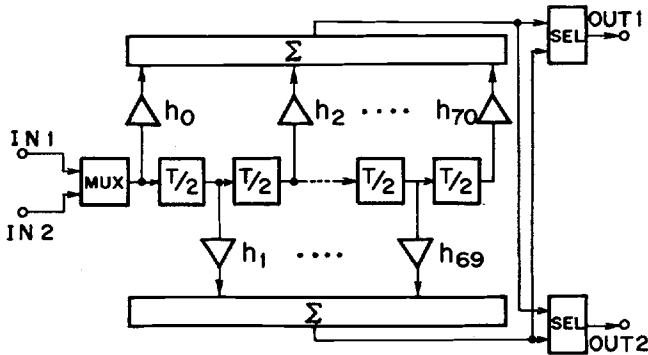 OUT1
SEL
Σ
h0 h2 .... h70
IN1
MUX T/2 T/2 T/2 T/2
IN2
h1 .... h69
Σ
SEL
OUT2